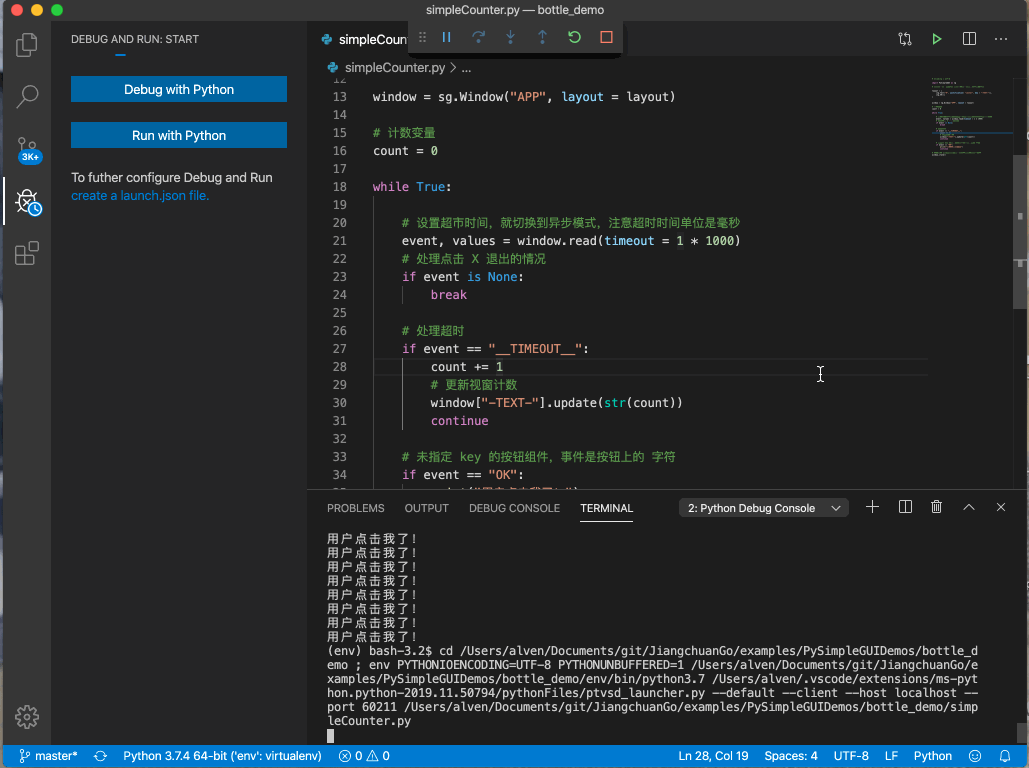 simpleCounter.py — bottle_demo
DEBUG AND RUN: START
simpleCoun
Debug with Python
Run with Python
To futher configure Debug and Run
create a launch.json file.
3K+
simpleCounter.py > ...
12
13 window = sg.Window("APP", layout = layout)
14
15 # 计数变量
16 count = 0
17
18 while True:
19
20 # 设置超市时间，就切换到异步模式，注意超时时间单位是毫秒
21 event, values = window.read(timeout = 1 * 1000)
22 # 处理点击 X 退出的情况
23 if event is None:
24 break
25
26 # 处理超时
27 if event == "__TIMEOUT__":
28 count += 1
29 # 更新视窗计数
30 window["-TEXT-"].update(str(count))
31 continue
32
33 # 未指定 key 的按钮组件，事件是按钮上的 字符
34 if event == "OK":
PROBLEMS OUTPUT DEBUG CONSOLE TERMINAL 2: Python Debug Console
用户点击我了！
用户点击我了！
用户点击我了！
用户点击我了！
用户点击我了！
用户点击我了！
用户点击我了！
用户点击我了！
(env) bash-3.2$ cd /Users/alven/Documents/git/JiangchuanGo/examples/PySimpleGUIDemos/bottle_d
emo ; env PYTHONIOENCODING=UTF-8 PYTHONUNBUFFERED=1 /Users/alven/Documents/git/JiangchuanGo/e
xamples/PySimpleGUIDemos/bottle_demo/env/bin/python3.7 /Users/alven/.vscode/extensions/ms-pyt
hon.python-2019.11.50794/pythonFiles/ptvsd_launcher.py --default --client --host localhost --
port 60211 /Users/alven/Documents/git/JiangchuanGo/examples/PySimpleGUIDemos/bottle_demo/simp
leCounter.py
master* Python 3.7.4 64-bit ('env': virtualenv) 0 0 Ln 28, Col 19 Spaces: 4 UTF-8 LF Python